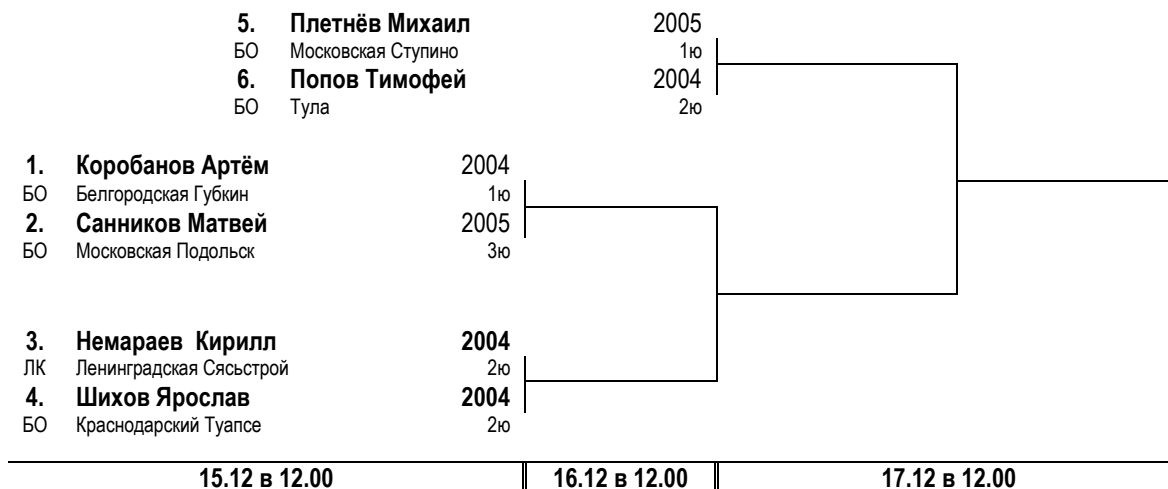 5. Плетнёв Михаил 2005
БО Московская Ступино 1ю
6. Попов Тимофей 2004
БО Тула 2ю
1. Коробанов Артём 2004
БО Белгородская Губкин 1ю
2. Санников Матвей 2005
БО Московская Подольск 3ю
3. Немараев Кирилл 2004
ЛК Ленинградская Сясьстрой 2ю
4. Шихов Ярослав 2004
БО Краснодарский Туапсе 2ю
15.12 в 12.00 16.12 в 12.00 17.12 в 12.00